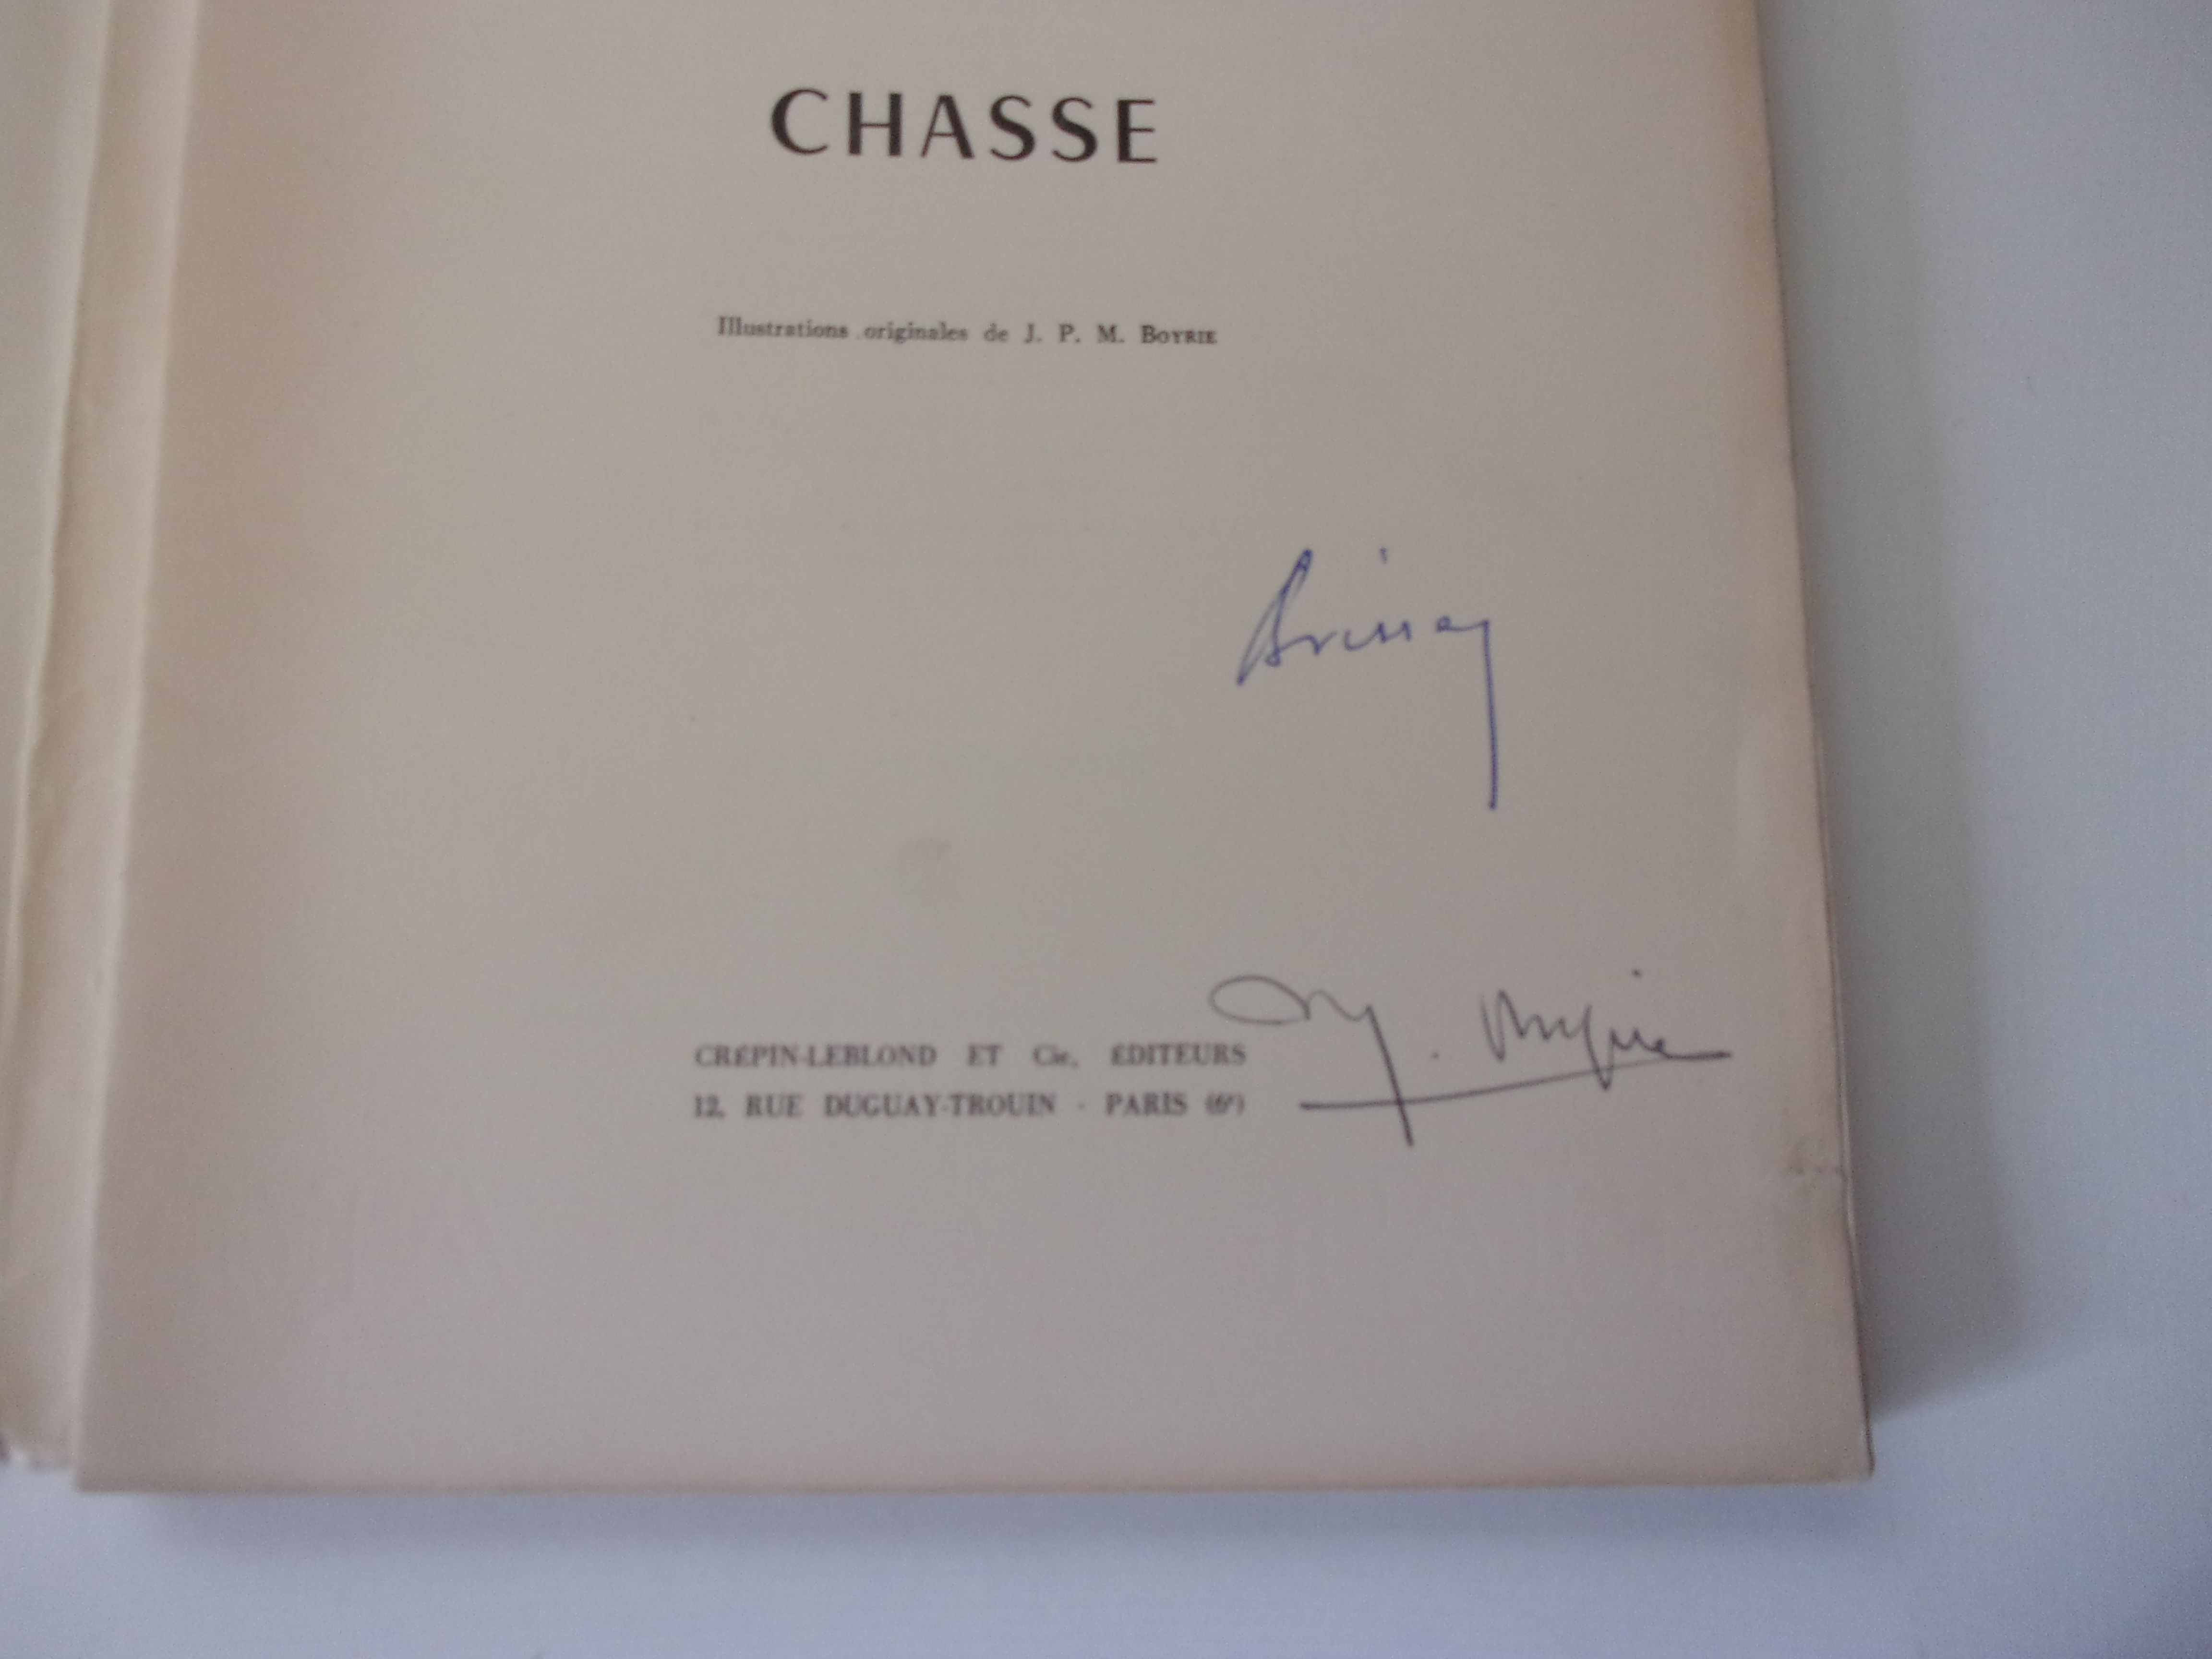 CHASSE
Illustrations originales de J. P. M. BOYRIE
CRÉPIN-LEBLOND ET Cie, ÉDITEURS
12, RUE DUGUAY-TROUIN - PARIS (6e)